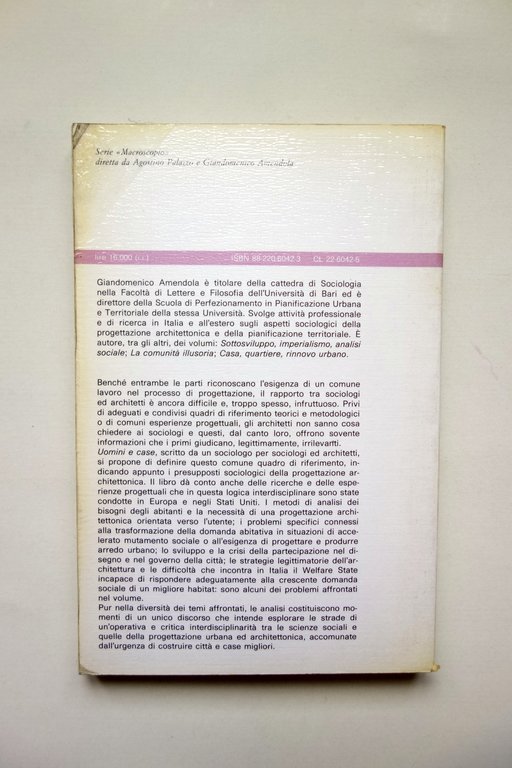 Serie «Macroscopio»
diretta da Agostino Palazzo e Giandomenico Amendola
lire 16.000 (i.i.) ISBN 88 220 6042-3 CL 22-6042-5
Giandomenico Amendola è titolare della cattedra di Sociologia
nella Facoltà di Lettere e Filosofia dell'Università di Bari ed è
direttore della Scuola di Perfezionamento in Pianificazione Urbana
e Territoriale della stessa Università. Svolge attività professionale
e di ricerca in Italia e all'estero sugli aspetti sociologici della
progettazione architettonica e della pianificazione territoriale. È
autore, tra gli altri, dei volumi: Sottosviluppo, imperialismo, analisi
sociale; La comunità illusoria; Casa, quartiere, rinnovo urbano.
Benché entrambe le parti riconoscano l'esigenza di un comune
lavoro nel processo di progettazione, il rapporto tra sociologi
ed architetti è ancora difficile e, troppo spesso, infruttuoso. Privi
di adeguati e condivisi quadri di riferimento teorici e metodologici
o di comuni esperienze progettuali, gli architetti non sanno cosa
chiedere ai sociologi e questi, dal canto loro, offrono sovente
informazioni che i primi giudicano, legittimamente, irrilevanti.
Uomini e case, scritto da un sociologo per sociologi ed architetti,
si propone di definire questo comune quadro di riferimento, in-
dicando appunto i presupposti sociologici della progettazione ar-
chitettonica. Il libro dà conto anche delle ricerche e delle espe-
rienze progettuali che in questa logica interdisciplinare sono state
condotte in Europa e negli Stati Uniti. I metodi di analisi dei
bisogni degli abitanti e la necessità di una progettazione archi-
tettonica orientata verso l'utente; i problemi specifici connessi
alla trasformazione della domanda abitativa in situazioni di acce-
lerato mutamento sociale o all'esigenza di progettare e produrre
arredo urbano; lo sviluppo e la crisi della partecipazione nel di-
segno e nel governo della città; le strategie legittimatorie dell'ar-
chitettura e le difficoltà che incontra in Italia il Welfare State
incapace di rispondere adeguatamente alla crescente domanda
sociale di un migliore habitat: sono alcuni dei problemi affrontati
nel volume.
Pur nella diversità dei temi affrontati, le analisi costituiscono mo-
menti di un unico discorso che intende esplorare le strade di
un'operativa e critica interdisciplinarità tra le scienze sociali e
quelle della progettazione urbana ed architettonica, accomunate
dall'urgenza di costruire città e case migliori.